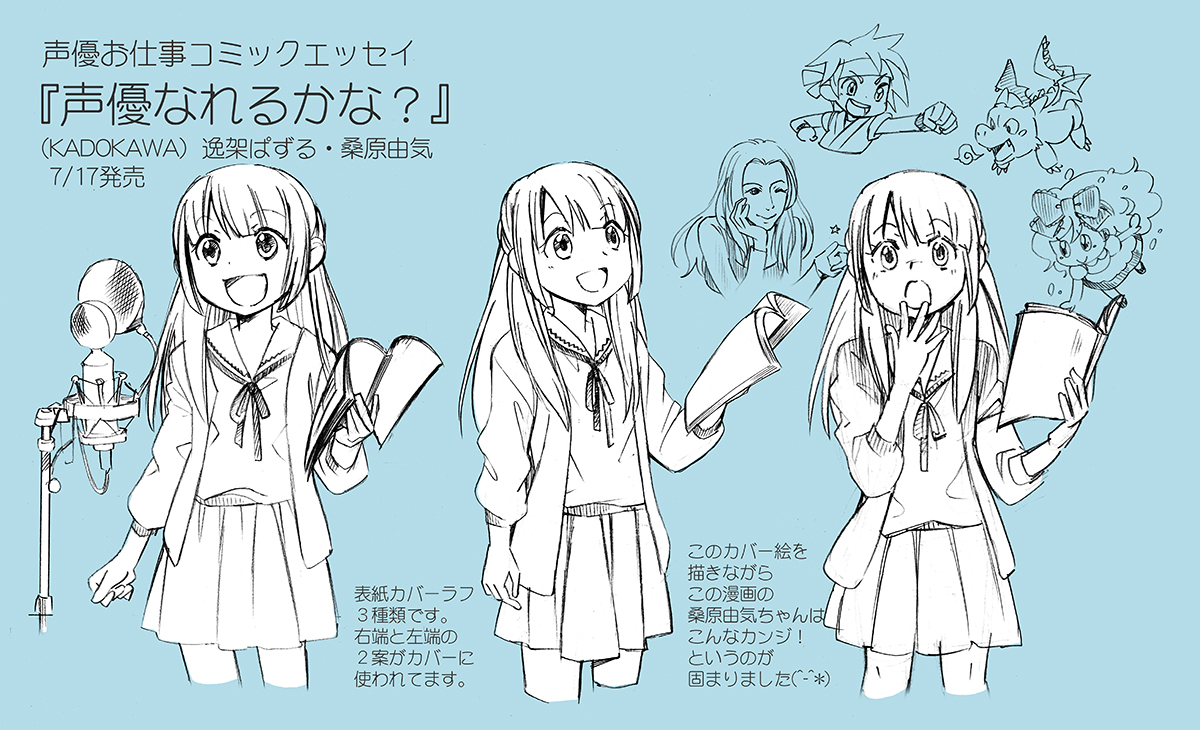 声優お仕事コミックエッセイ
『声優なれるかな？』
（KADOKAWA）逸架ぱずる・桑原由気
7/17発売
表紙カバーラフ
３種類です。
右端と左端の
２案がカバーに
使われてます。
このカバー絵を
描きながら
この漫画の
桑原由気ちゃんは
こんなカンジ！
というのが
固まりました(^-^*)